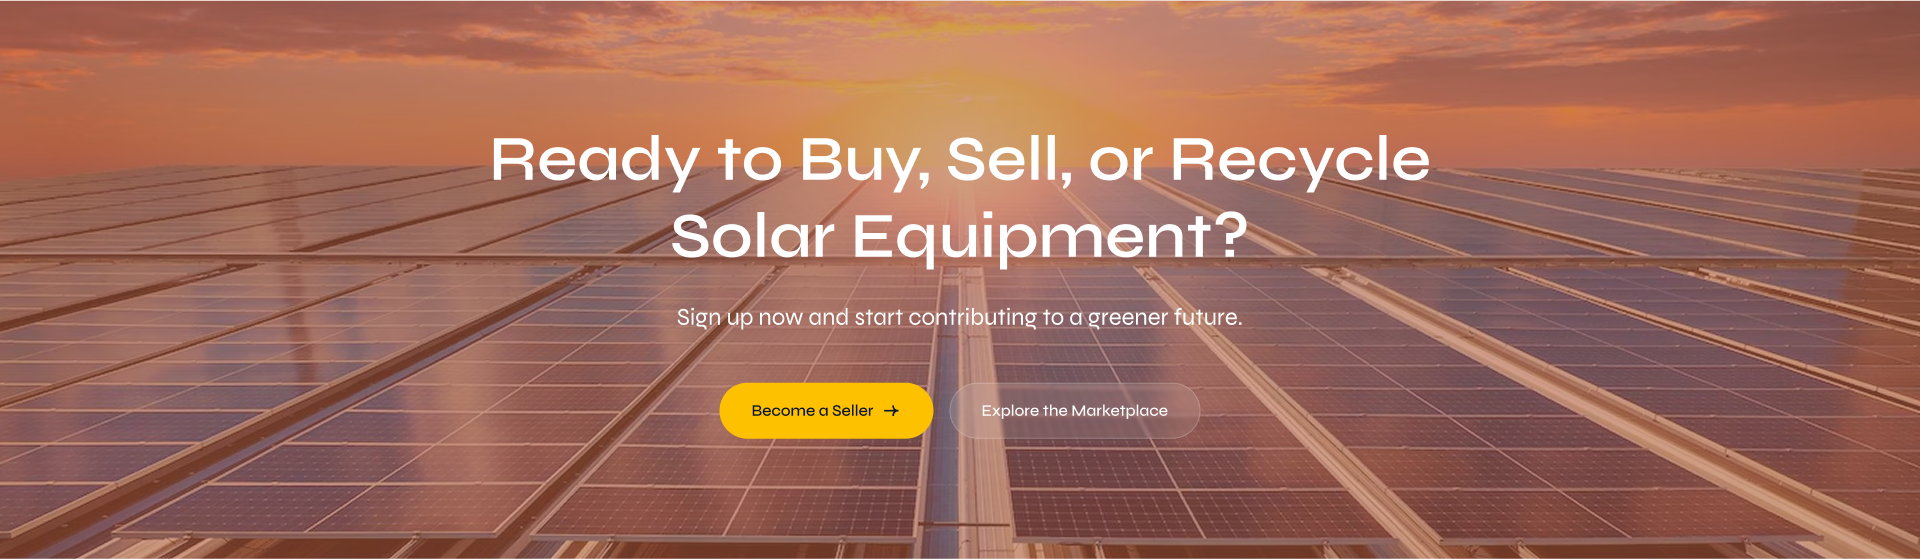 Ready to Buy, Sell, or Recycle
Solar Equipment?
Sign up now and start contributing to a greener future.
Become a Seller →
Explore the Marketplace